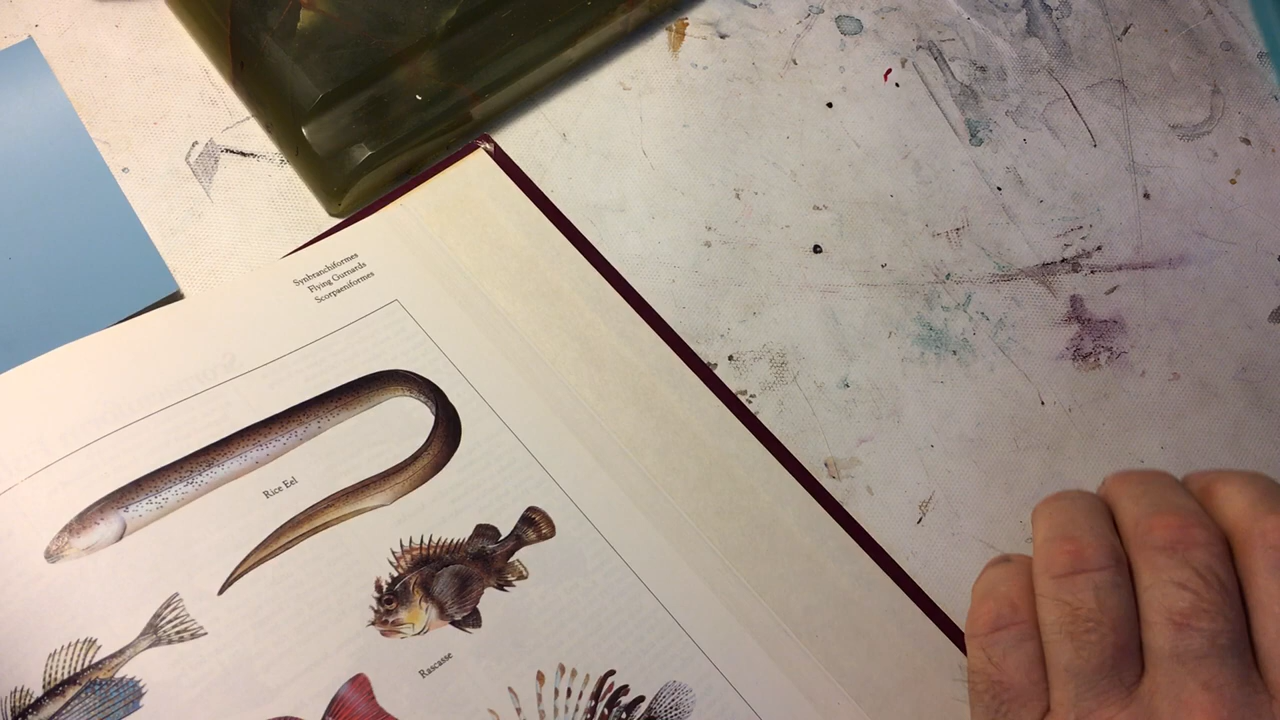 Synbranchiformes
Flying Gurnards
Scorpaeniformes
Rice Eel
Rascasse